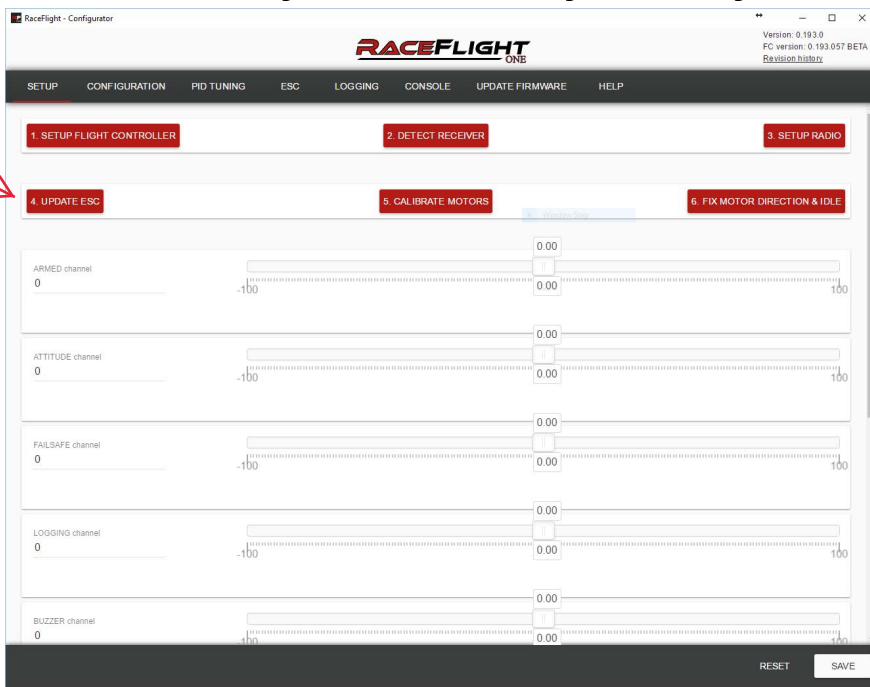 RaceFlight - Configurator
Version: 0.193.0
FC version: 0.193.057 BETA
Revision history
RACEFLIGHT
ONE
SETUP CONFIGURATION PID TUNING ESC LOGGING CONSOLE UPDATE FIRMWARE HELP
1. SETUP FLIGHT CONTROLLER 2. DETECT RECEIVER 3. SETUP RADIO
4. UPDATE ESC 5. CALIBRATE MOTORS 6. FIX MOTOR DIRECTION & IDLE
Window Snip
0.00
ARMED channel
0 -100 0.00 100
0.00
ATTITUDE channel
0 -100 0.00 100
0.00
FAILSAFE channel
0 -100 0.00 100
0.00
LOGGING channel
0 -100 0.00 100
0.00
BUZZER channel
0 -100 0.00 100
RESET SAVE